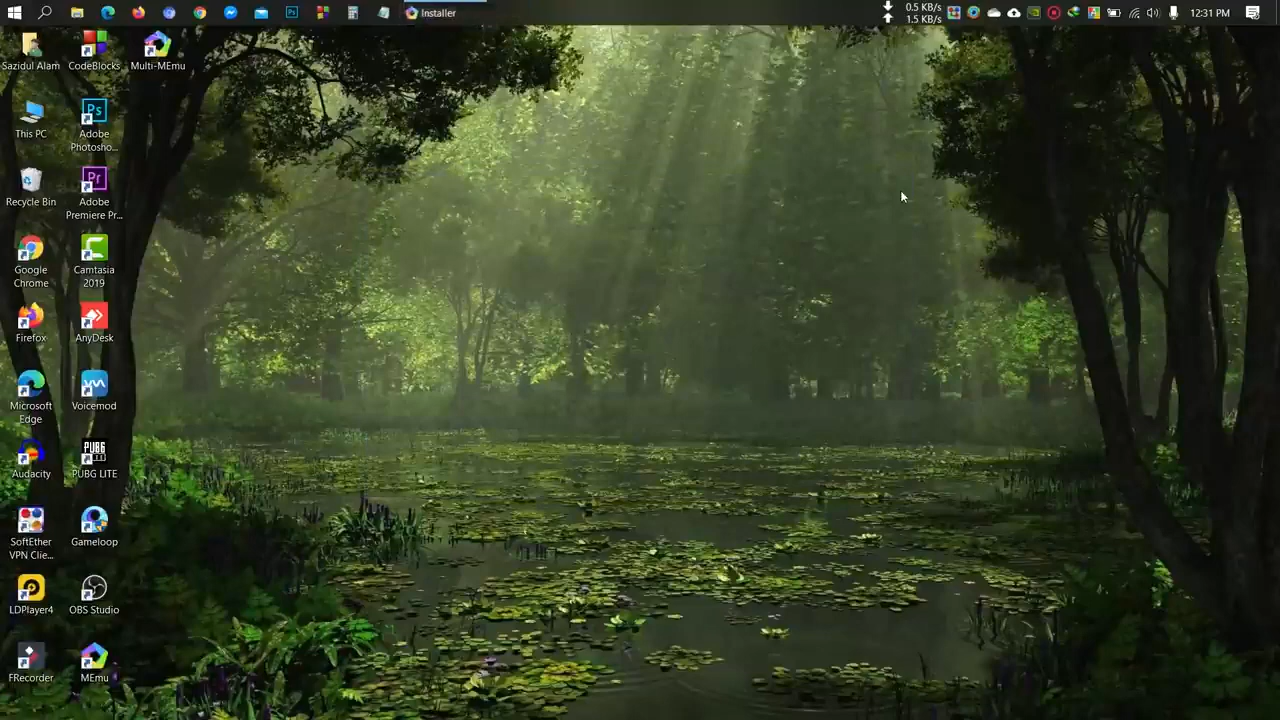 Installer
0.5 KB/s
1.5 KB/s
12:31 PM
Sazidul Alam
CodeBlocks
Multi-MEmu
This PC
Adobe
Photosho...
Recycle Bin
Adobe
Premiere Pr...
Google
Chrome
Camtasia
2019
Firefox
AnyDesk
Microsoft
Edge
Voicemod
Audacity
PUBG LITE
SoftEther
VPN Clie...
Gameloop
LDPlayer4
OBS Studio
FRecorder
MEmu